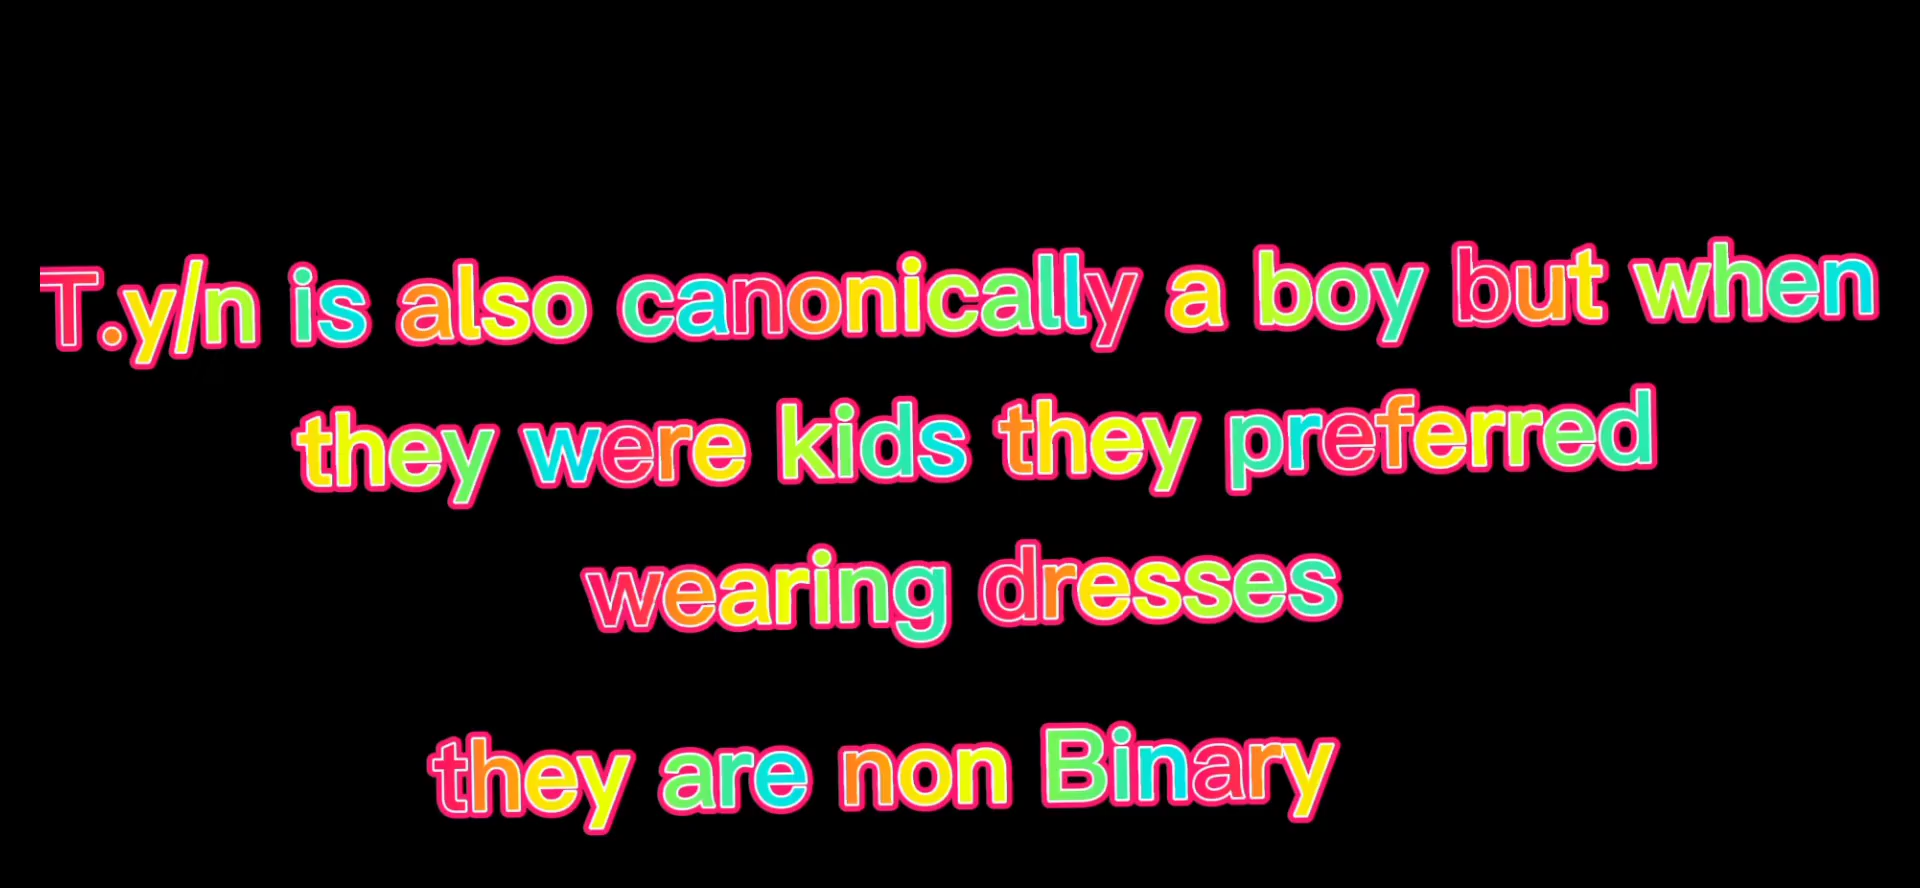 T.y/n is also canonically a boy but when
they were kids they preferred
wearing dresses
they are non Binary